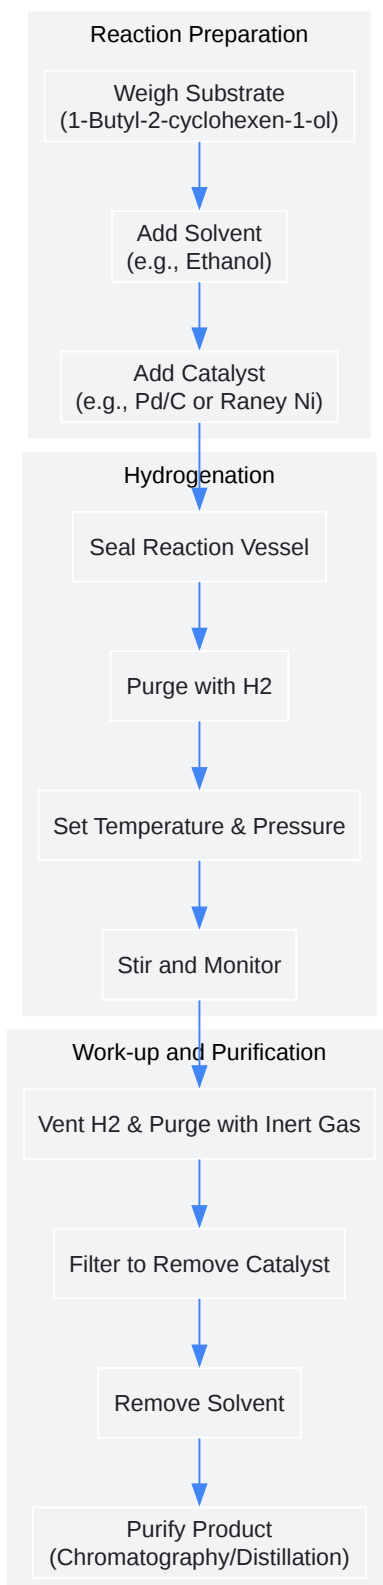 Reaction Preparation
Weigh Substrate
(1-Butyl-2-cyclohexen-1-ol)
Add Solvent
(e.g., Ethanol)
Add Catalyst
(e.g., Pd/C or Raney Ni)
Hydrogenation
Seal Reaction Vessel
Purge with H2
Set Temperature & Pressure
Stir and Monitor
Work-up and Purification
Vent H2 & Purge with Inert Gas
Filter to Remove Catalyst
Remove Solvent
Purify Product
(Chromatography/Distillation)